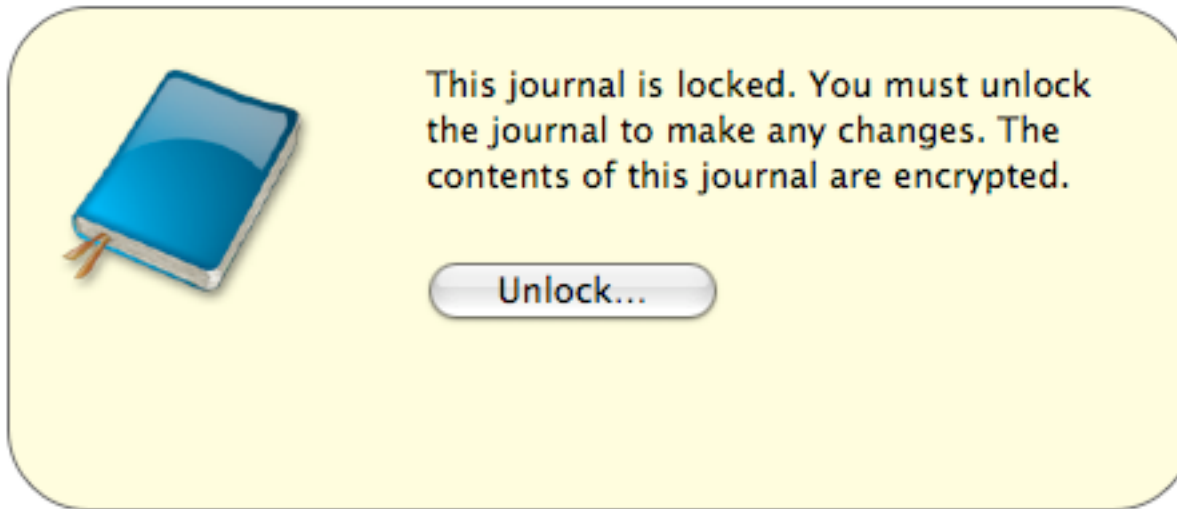 This journal is locked. You must unlock
the journal to make any changes. The
contents of this journal are encrypted.
Unlock...